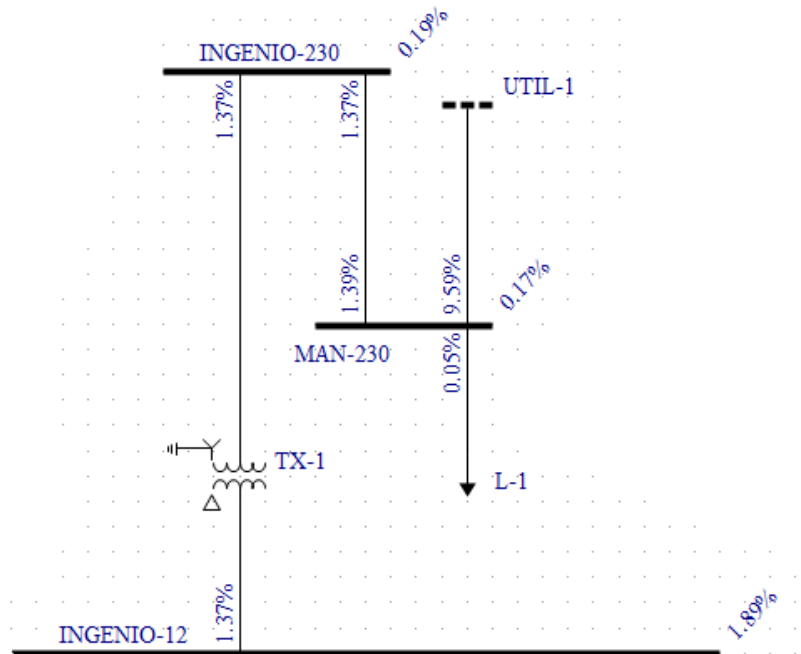 INGENIO-230
0.19%
1.37%
1.37%
UTIL-1
1.39%
9.59%
0.17%
MAN-230
0.05%
TX-1
L-1
1.37%
INGENIO-12
1.89%